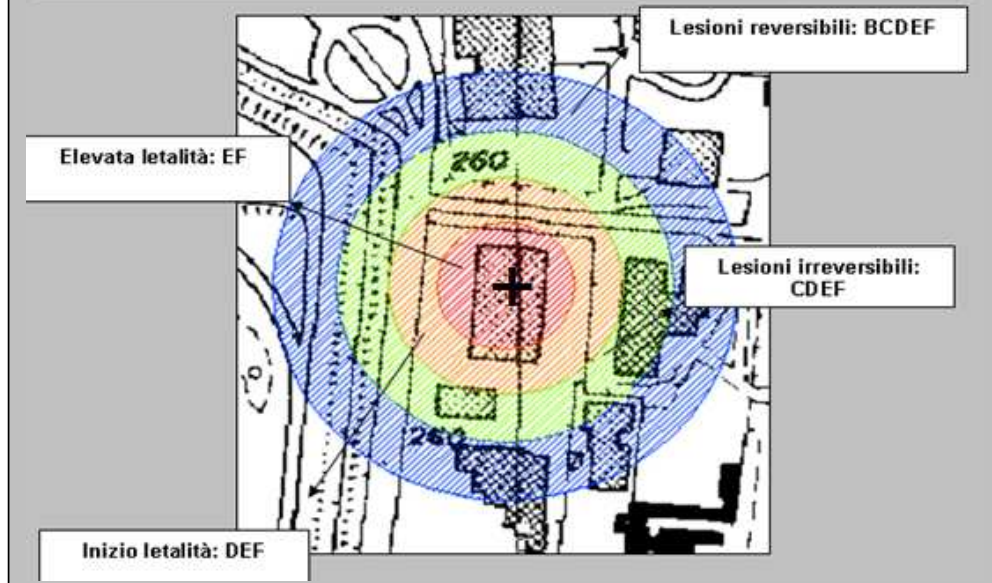 Lesioni reversibili: BCDEF
Elevata letalità: EF
260
Lesioni irreversibili:
CDEF
260
Inizio letalità: DEF